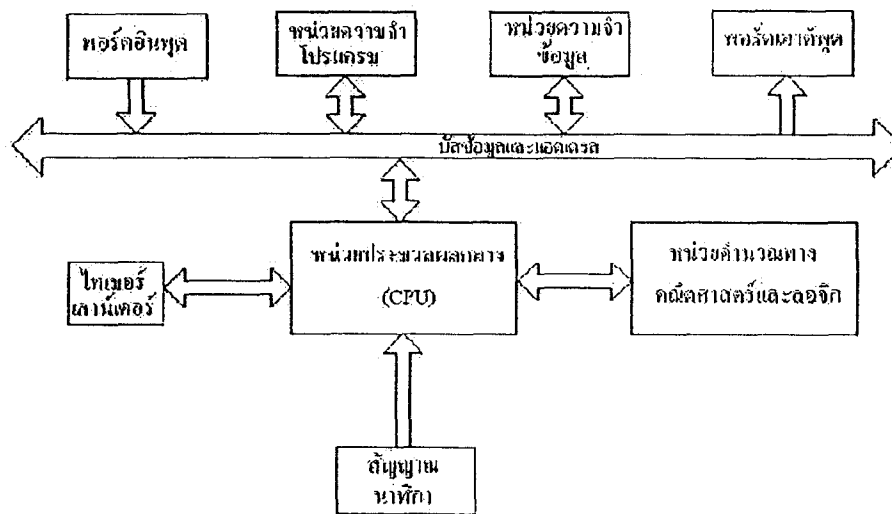 พอร์ตอินพุต
หน่วยความจำ
โปรแกรม
หน่วยความจำ
ข้อมูล
พอร์ตเอาต์พุต
บัสข้อมูลและแอดเดรส
หน่วยประมวลผลกลาง
(CPU)
ไทเมอร์
เคาน์เตอร์
หน่วยคำนวณทาง
คณิตศาสตร์และลอจิก
สัญญาณ
นาฬิกา